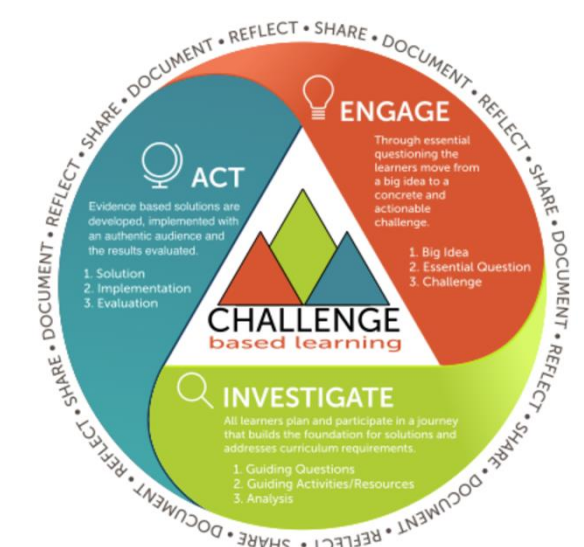 DOCUMENT • REFLECT • SHARE • DOCUMENT • REFLECT • SHARE • DOCUMENT • REFLECT • SHARE • DOCUMENT • REFLECT • SHARE • DOCUMENT • REFLECT • SHARE • DOCUMENT • REFLECT • SHARE •
ENGAGE
Through essential
questioning the
learners move from
a big idea to a
concrete and
actionable
challenge.
1. Big Idea
2. Essential Question
3. Challenge
ACT
Evidence based solutions are
developed, implemented with
an authentic audience and
the results evaluated.
1. Solution
2. Implementation
3. Evaluation
CHALLENGE
based learning
INVESTIGATE
All learners plan and participate in a journey
that builds the foundation for solutions and
addresses curriculum requirements.
1. Guiding Questions
2. Guiding Activities/Resources
3. Analysis